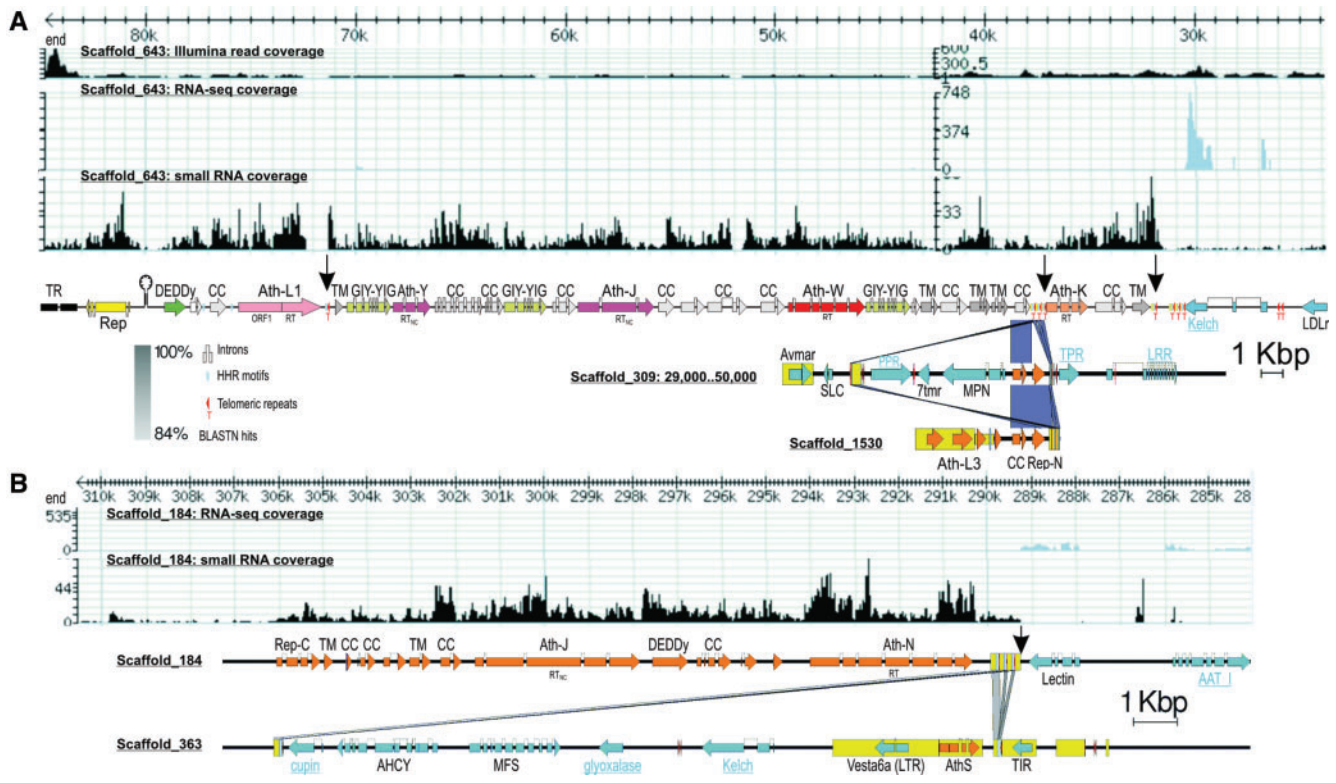 A
80k 70k 60k 50k 40k 30k
end
Scaffold_643: Illumina read coverage
300.5
1
Scaffold_643: RNA-seq coverage
748
374
0
Scaffold_643: small RNA coverage
33
0
TR DEDDy CC Ath-L1 TM GIY-YIG Ath-Y CC CC GIY-YIG Ath-J CC CC Ath-W GIY-YIG TM CC TM TM CC Ath-K CC TM
Rep ORF1 RT T RTNC RTNC RT RT Kelch LDLr
100%
Introns
HHR motifs
Telomeric repeats
T
84% BLASTN hits
1 Kbp
Avmar PPR TPR LRR
Scaffold_309: 29,000..50,000
SLC 7tmr MPN
Scaffold_1530
Ath-L3 CC Rep-N
B
end
310k 309k 308k 307k 306k 305k 304k 303k 302k 301k 300k 299k 298k 297k 296k 295k 294k 293k 292k 291k 290k 289k 288k 287k 286k 285k 28
535
Scaffold_184: RNA-seq coverage
0
Scaffold_184: small RNA coverage
44
0
Rep-C TM CC CC TM CC Ath-J DEDDy CC Ath-N
Scaffold_184
RTNC RT Lectin AAT_I
1 Kbp
Scaffold_363
cupin AHCY MFS glyoxalase Kelch Vesta6a (LTR) AthS TIR